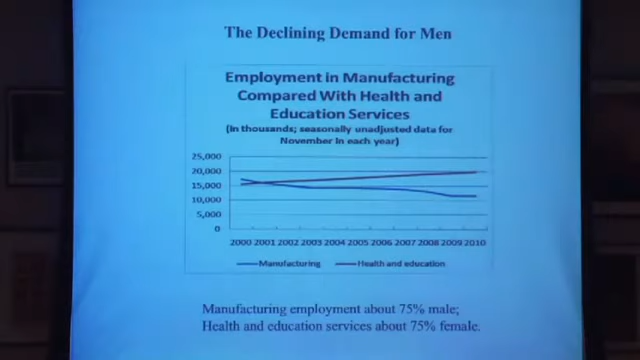 The Declining Demand for Men
Employment in Manufacturing
Compared With Health and
Education Services
(In thousands; seasonally unadjusted data for
November in each year)
25,000
20,000
15,000
10,000
5,000
0
2000 2001 2002 2003 2004 2005 2006 2007 2008 2009 2010
Manufacturing Health and education
Manufacturing employment about 75% male;
Health and education services about 75% female.